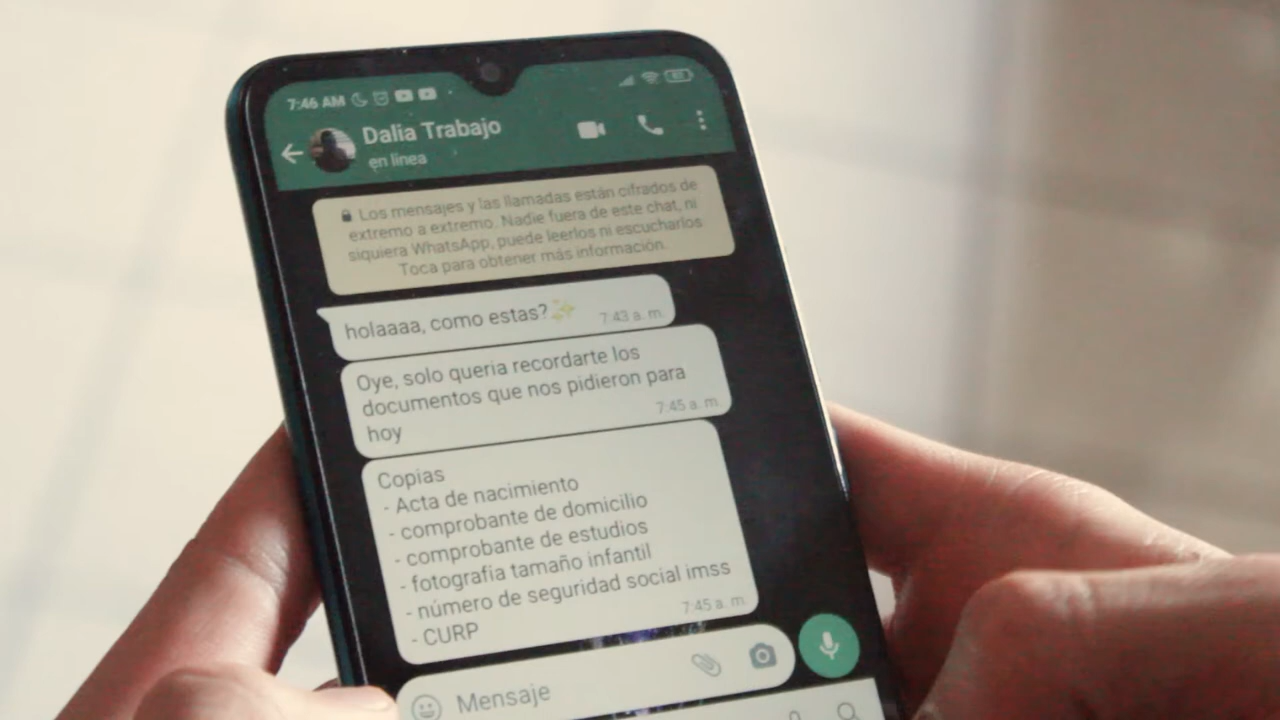 7:46 AM
Dalia Trabajo
en línea
Los mensajes y las llamadas están cifrados de
extremo a extremo. Nadie fuera de este chat, ni
siquiera WhatsApp, puede leerlos ni escucharlos.
Toca para obtener más información.
holaaaa, como estas?✨ 7:43 a. m.
Oye, solo queria recordarte los
documentos que nos pidieron para
hoy 7:45 a. m.
Copias
- Acta de nacimiento
- comprobante de domicilio
- comprobante de estudios
- fotografía tamaño infantil
- número de seguridad social imss
- CURP 7:45 a. m.
Mensaje